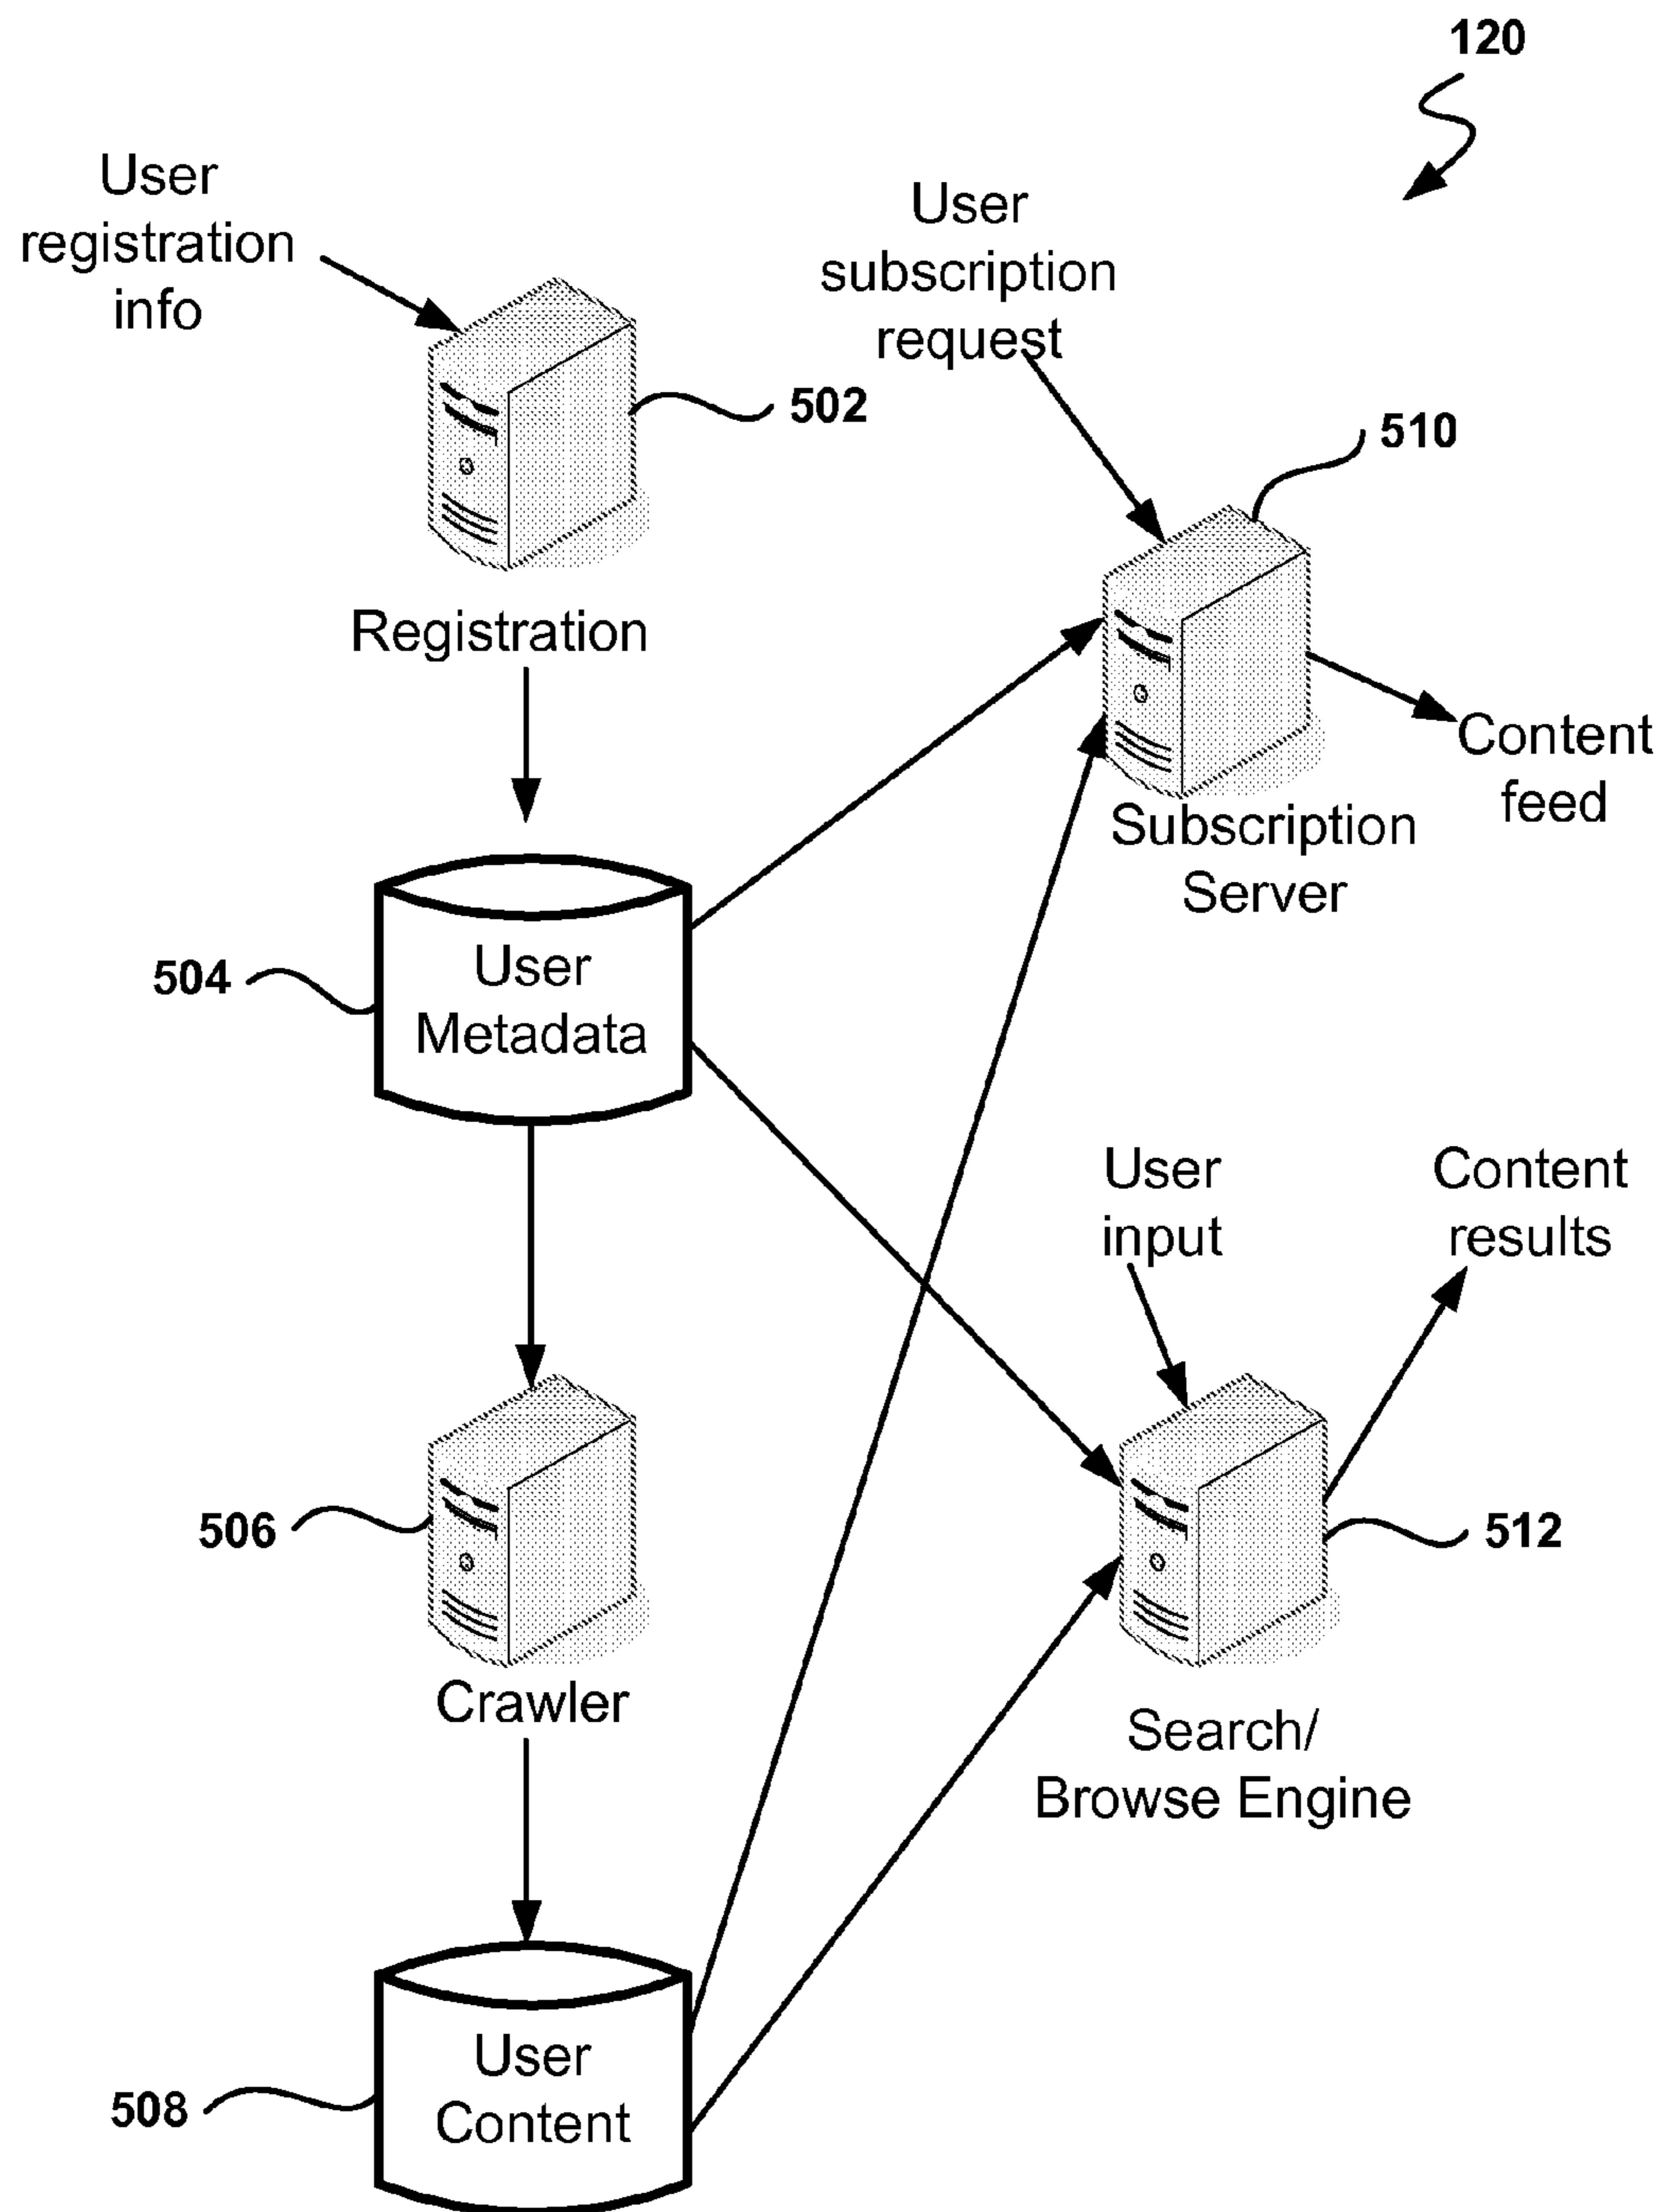 120
User
registration
info
User
subscription
request
502
510
Registration
Content
feed
Subscription
Server
504
User
Metadata
User
input
Content
results
506
512
Crawler
Search/
Browse Engine
508
User
Content